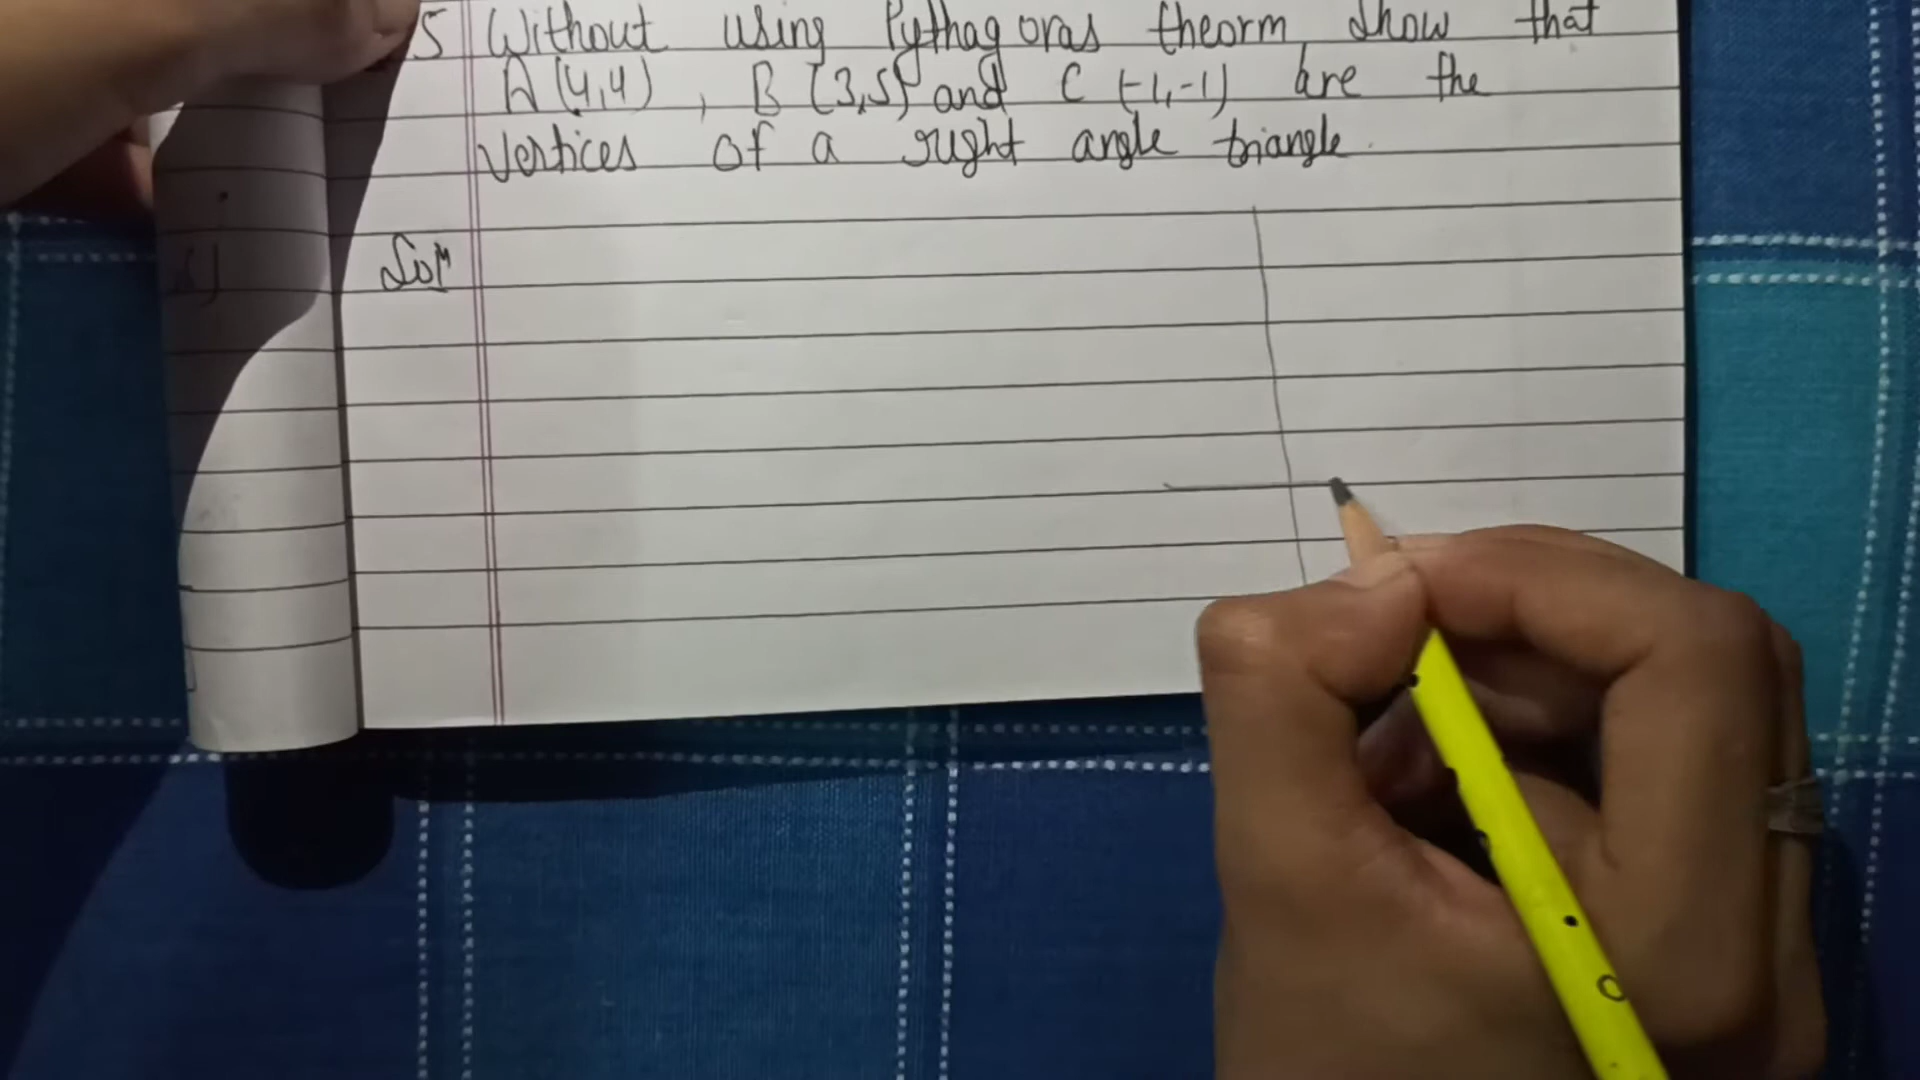 5 Without using Pythagoras theorm, show that
A (4,4) , B (3,5) and C (-1,-1) are the
vertices of a right angle triangle.
Soln